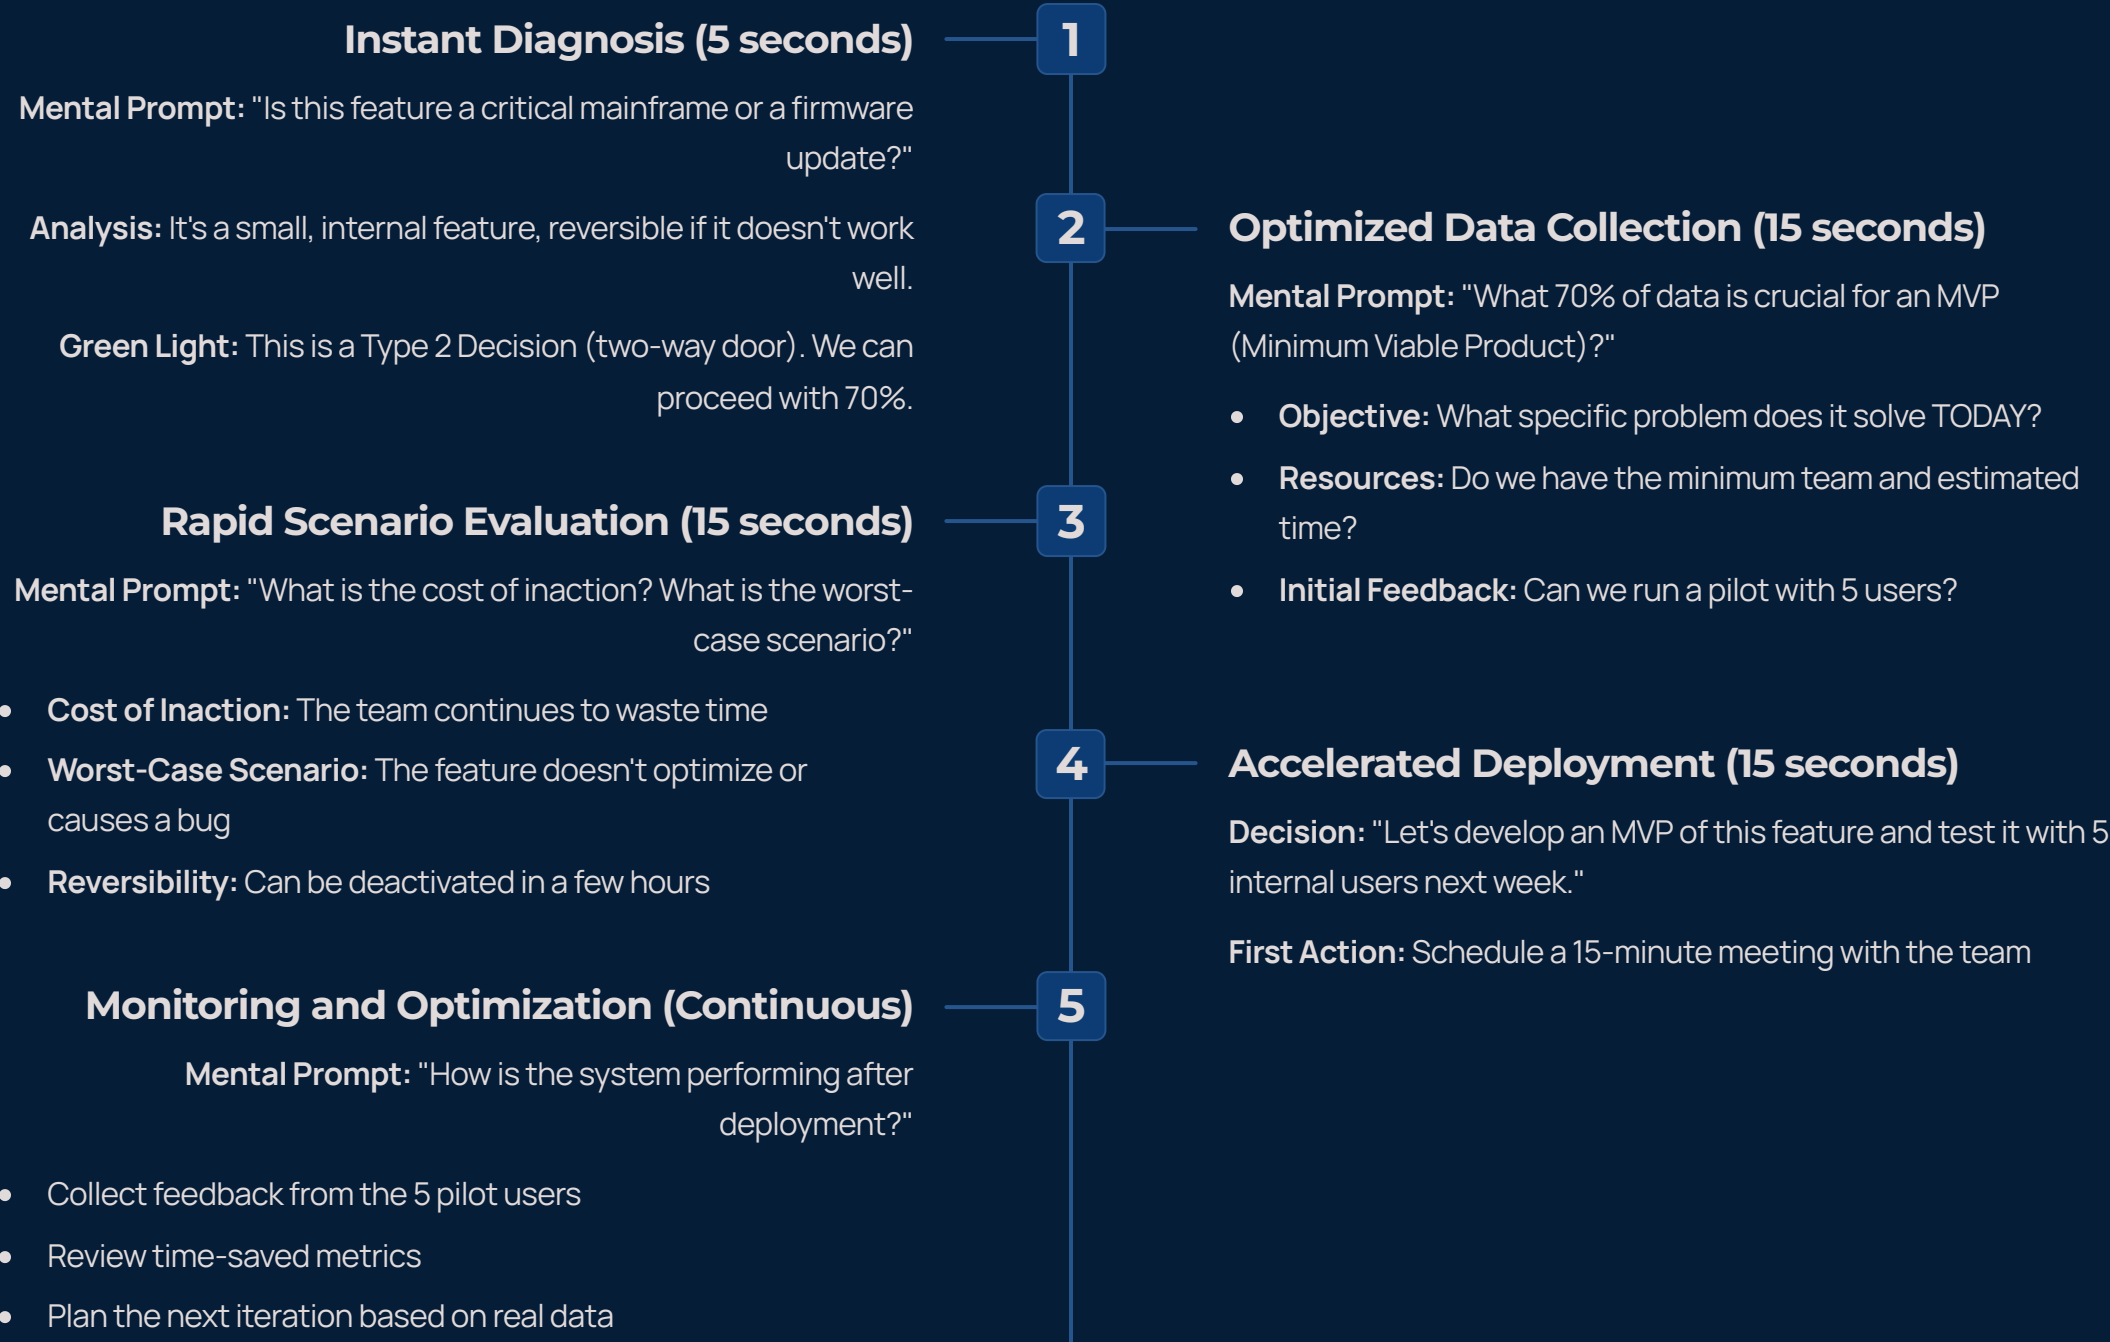 Instant Diagnosis (5 seconds)
1
Mental Prompt: "Is this feature a critical mainframe or a firmware
update?"
Analysis: It's a small, internal feature, reversible if it doesn't work
well.
Green Light: This is a Type 2 Decision (two-way door). We can
proceed with 70%.
2
Optimized Data Collection (15 seconds)
Mental Prompt: "What 70% of data is crucial for an MVP
(Minimum Viable Product)?"
• Objective: What specific problem does it solve TODAY?
• Resources: Do we have the minimum team and estimated
time?
• Initial Feedback: Can we run a pilot with 5 users?
Rapid Scenario Evaluation (15 seconds)
3
Mental Prompt: "What is the cost of inaction? What is the worst-
case scenario?"
• Cost of Inaction: The team continues to waste time
• Worst-Case Scenario: The feature doesn't optimize or
causes a bug
• Reversibility: Can be deactivated in a few hours
4
Accelerated Deployment (15 seconds)
Decision: "Let's develop an MVP of this feature and test it with 5
internal users next week."
First Action: Schedule a 15-minute meeting with the team
Monitoring and Optimization (Continuous)
5
Mental Prompt: "How is the system performing after
deployment?"
• Collect feedback from the 5 pilot users
• Review time-saved metrics
• Plan the next iteration based on real data